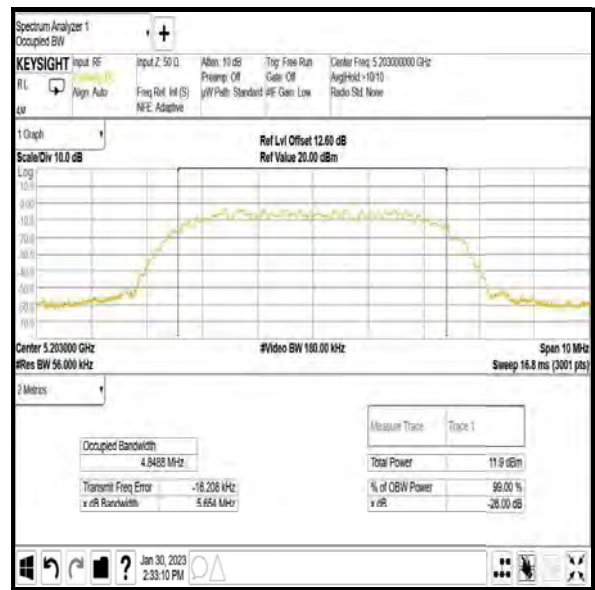 Spectrum Analyzer 1
Occupied BW
+
KEYSIGHT Input: RF Input Z: 50 Ω Atten: 10 dB Trig: Free Run Center Freq: 5.203000000 GHz
Preamp: Off Gate: Off Avg|Hold:>10/10
RL Align: Auto Freq Ref: Int (S) µW Path: Standard #IF Gain: Low Radio Std: None
NFE: Adaptive
1 Graph
Ref Lvl Offset 12.60 dB
Scale/Div 10.0 dB Ref Value 20.00 dBm
Log
10.0
0.00
Center 5.203000 GHz #Video BW 180.00 kHz Span 10 MHz
#Res BW 56.000 kHz Sweep 16.8 ms (3001 pts)
2 Metrics
Measure Trace Trace 1
Occupied Bandwidth
4.8488 MHz Total Power 11.9 dBm
Transmit Freq Error -16.208 kHz % of OBW Power 99.00 %
x dB Bandwidth 5.654 MHz x dB -26.00 dB
? Jan 30, 2023
2:33:10 PM